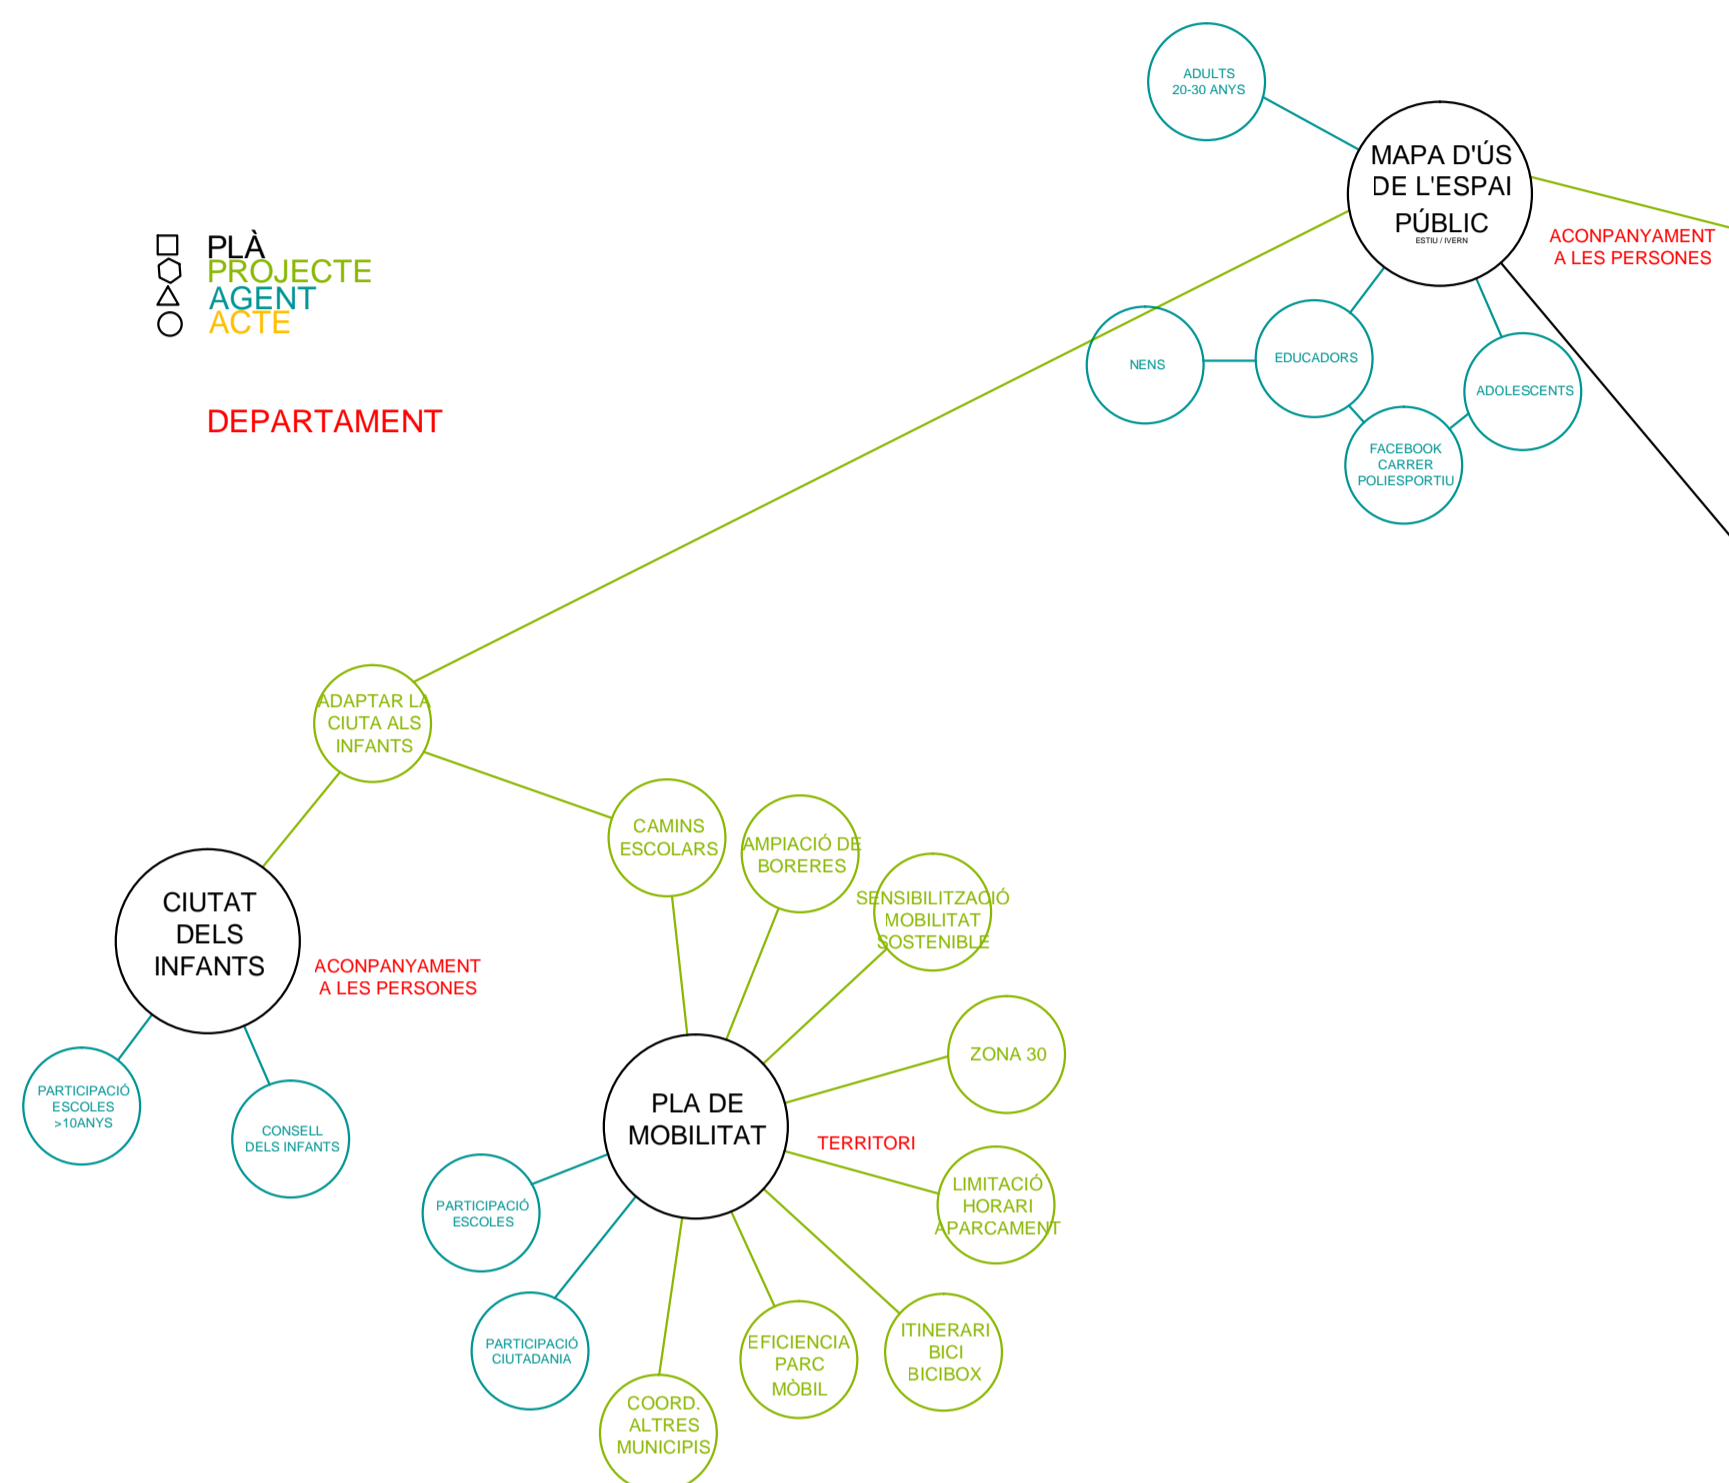 ADULTS
20-30 ANYS
MAPA D'ÚS
DE L'ESPAI
PÚBLIC
ESTIU / IVERN
ACONPANYAMENT
A LES PERSONES
PLÀ
PROJECTE
AGENT
ACTE
DEPARTAMENT
NENS
EDUCADORS
ADOLESCENTS
FACEBOOK
CARRER
POLIESPORTIU
ADAPTAR LA
CIUTA ALS
INFANTS
CAMINS
ESCOLARS
AMPIACIÓ DE
BORERES
SENSIBILITZACIÓ
MOBILITAT
SOSTENIBLE
CIUTAT
DELS
INFANTS
ACONPANYAMENT
A LES PERSONES
ZONA 30
PARTICIPACIÓ
ESCOLES
>10ANYS
CONSELL
DELS INFANTS
PLA DE
MOBILITAT
TERRITORI
LIMITACIÓ
HORARI
APARCAMENT
PARTICIPACIÓ
ESCOLES
PARTICIPACIÓ
CIUTADANIA
COORD.
ALTRES
MUNICIPIS
EFICIENCIA
PARC
MÒBIL
ITINERARI
BICI
BICIBOX